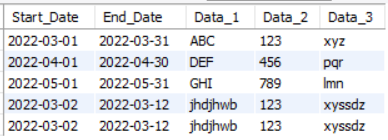 Start_Date End_Date Data_1 Data_2 Data_3
2022-03-01 2022-03-31 ABC 123 xyz
2022-04-01 2022-04-30 DEF 456 pqr
2022-05-01 2022-05-31 GHI 789 lmn
2022-03-02 2022-03-12 jhdjhwb 123 xyssdz
2022-03-02 2022-03-12 jhdjhwb 123 xyssdz